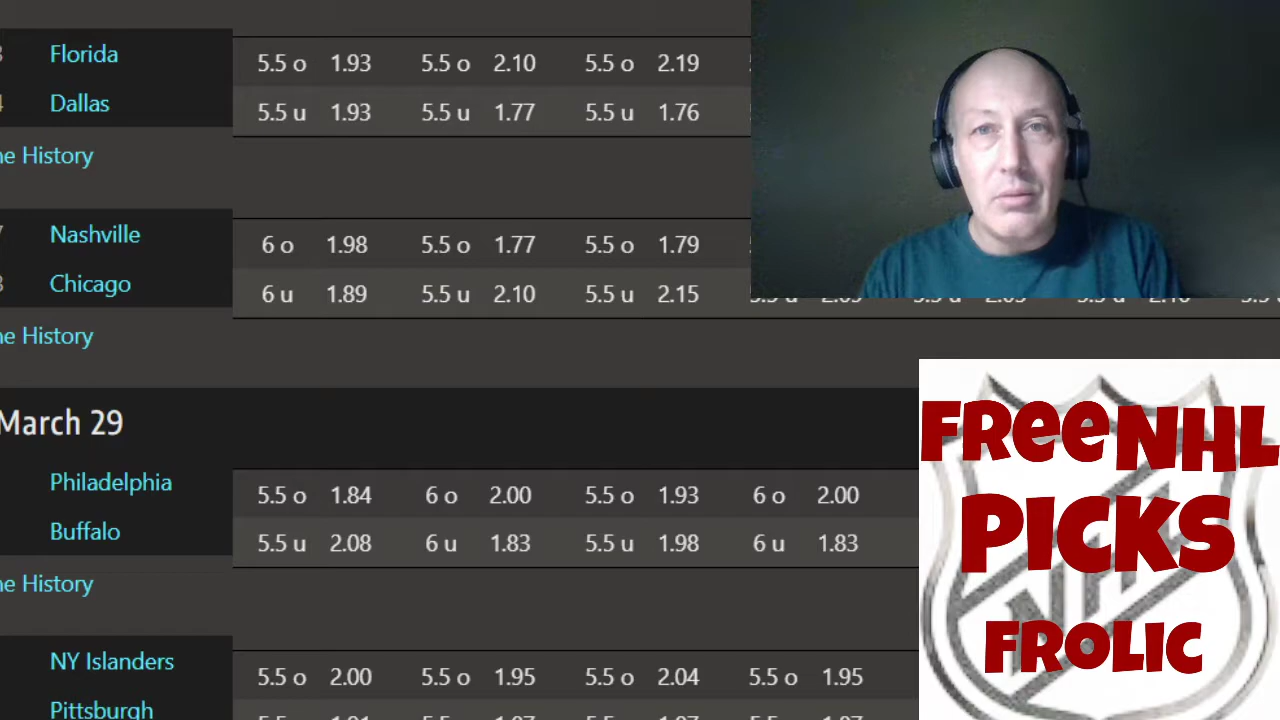 Florida 5.5 o 1.93 5.5 o 2.10 5.5 o 2.19
Dallas 5.5 u 1.93 5.5 u 1.77 5.5 u 1.76
ne History
Nashville 6 o 1.98 5.5 o 1.77 5.5 o 1.79
Chicago 6 u 1.89 5.5 u 2.10 5.5 u 2.15
ne History
March 29
Philadelphia 5.5 o 1.84 6 o 2.00 5.5 o 1.93 6 o 2.00
Buffalo 5.5 u 2.08 6 u 1.83 5.5 u 1.98 6 u 1.83
ne History
NY Islanders 5.5 o 2.00 5.5 o 1.95 5.5 o 2.04 5.5 o 1.95
Pittsburgh
FReeNHL
PICKS
FROLIC
NHL